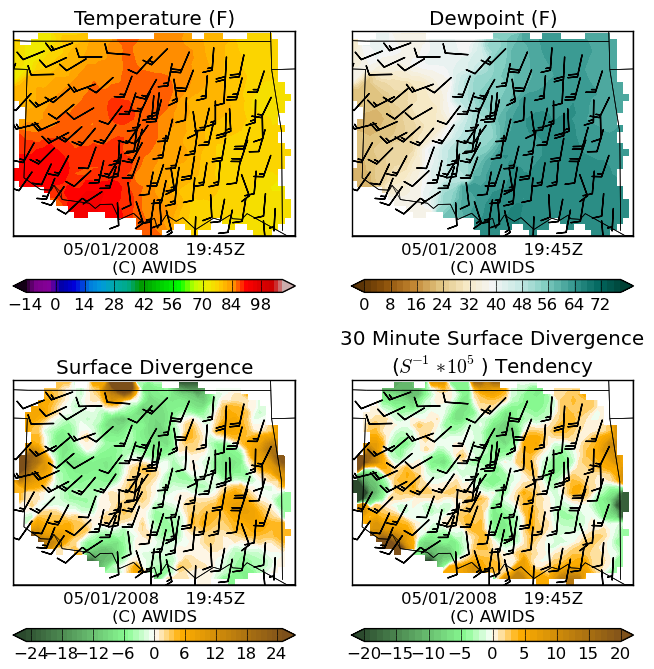 Temperature (F)
Dewpoint (F)
05/01/2008 19:45Z
(C) AWIDS
05/01/2008 19:45Z
(C) AWIDS
−14 0 14 28 42 56 70 84 98
0 8 16 24 32 40 48 56 64 72
Surface Divergence
30 Minute Surface Divergence
(S⁻¹ *10⁵ ) Tendency
05/01/2008 19:45Z
(C) AWIDS
05/01/2008 19:45Z
(C) AWIDS
−24−18−12 −6 0 6 12 18 24
−20−15−10 −5 0 5 10 15 20